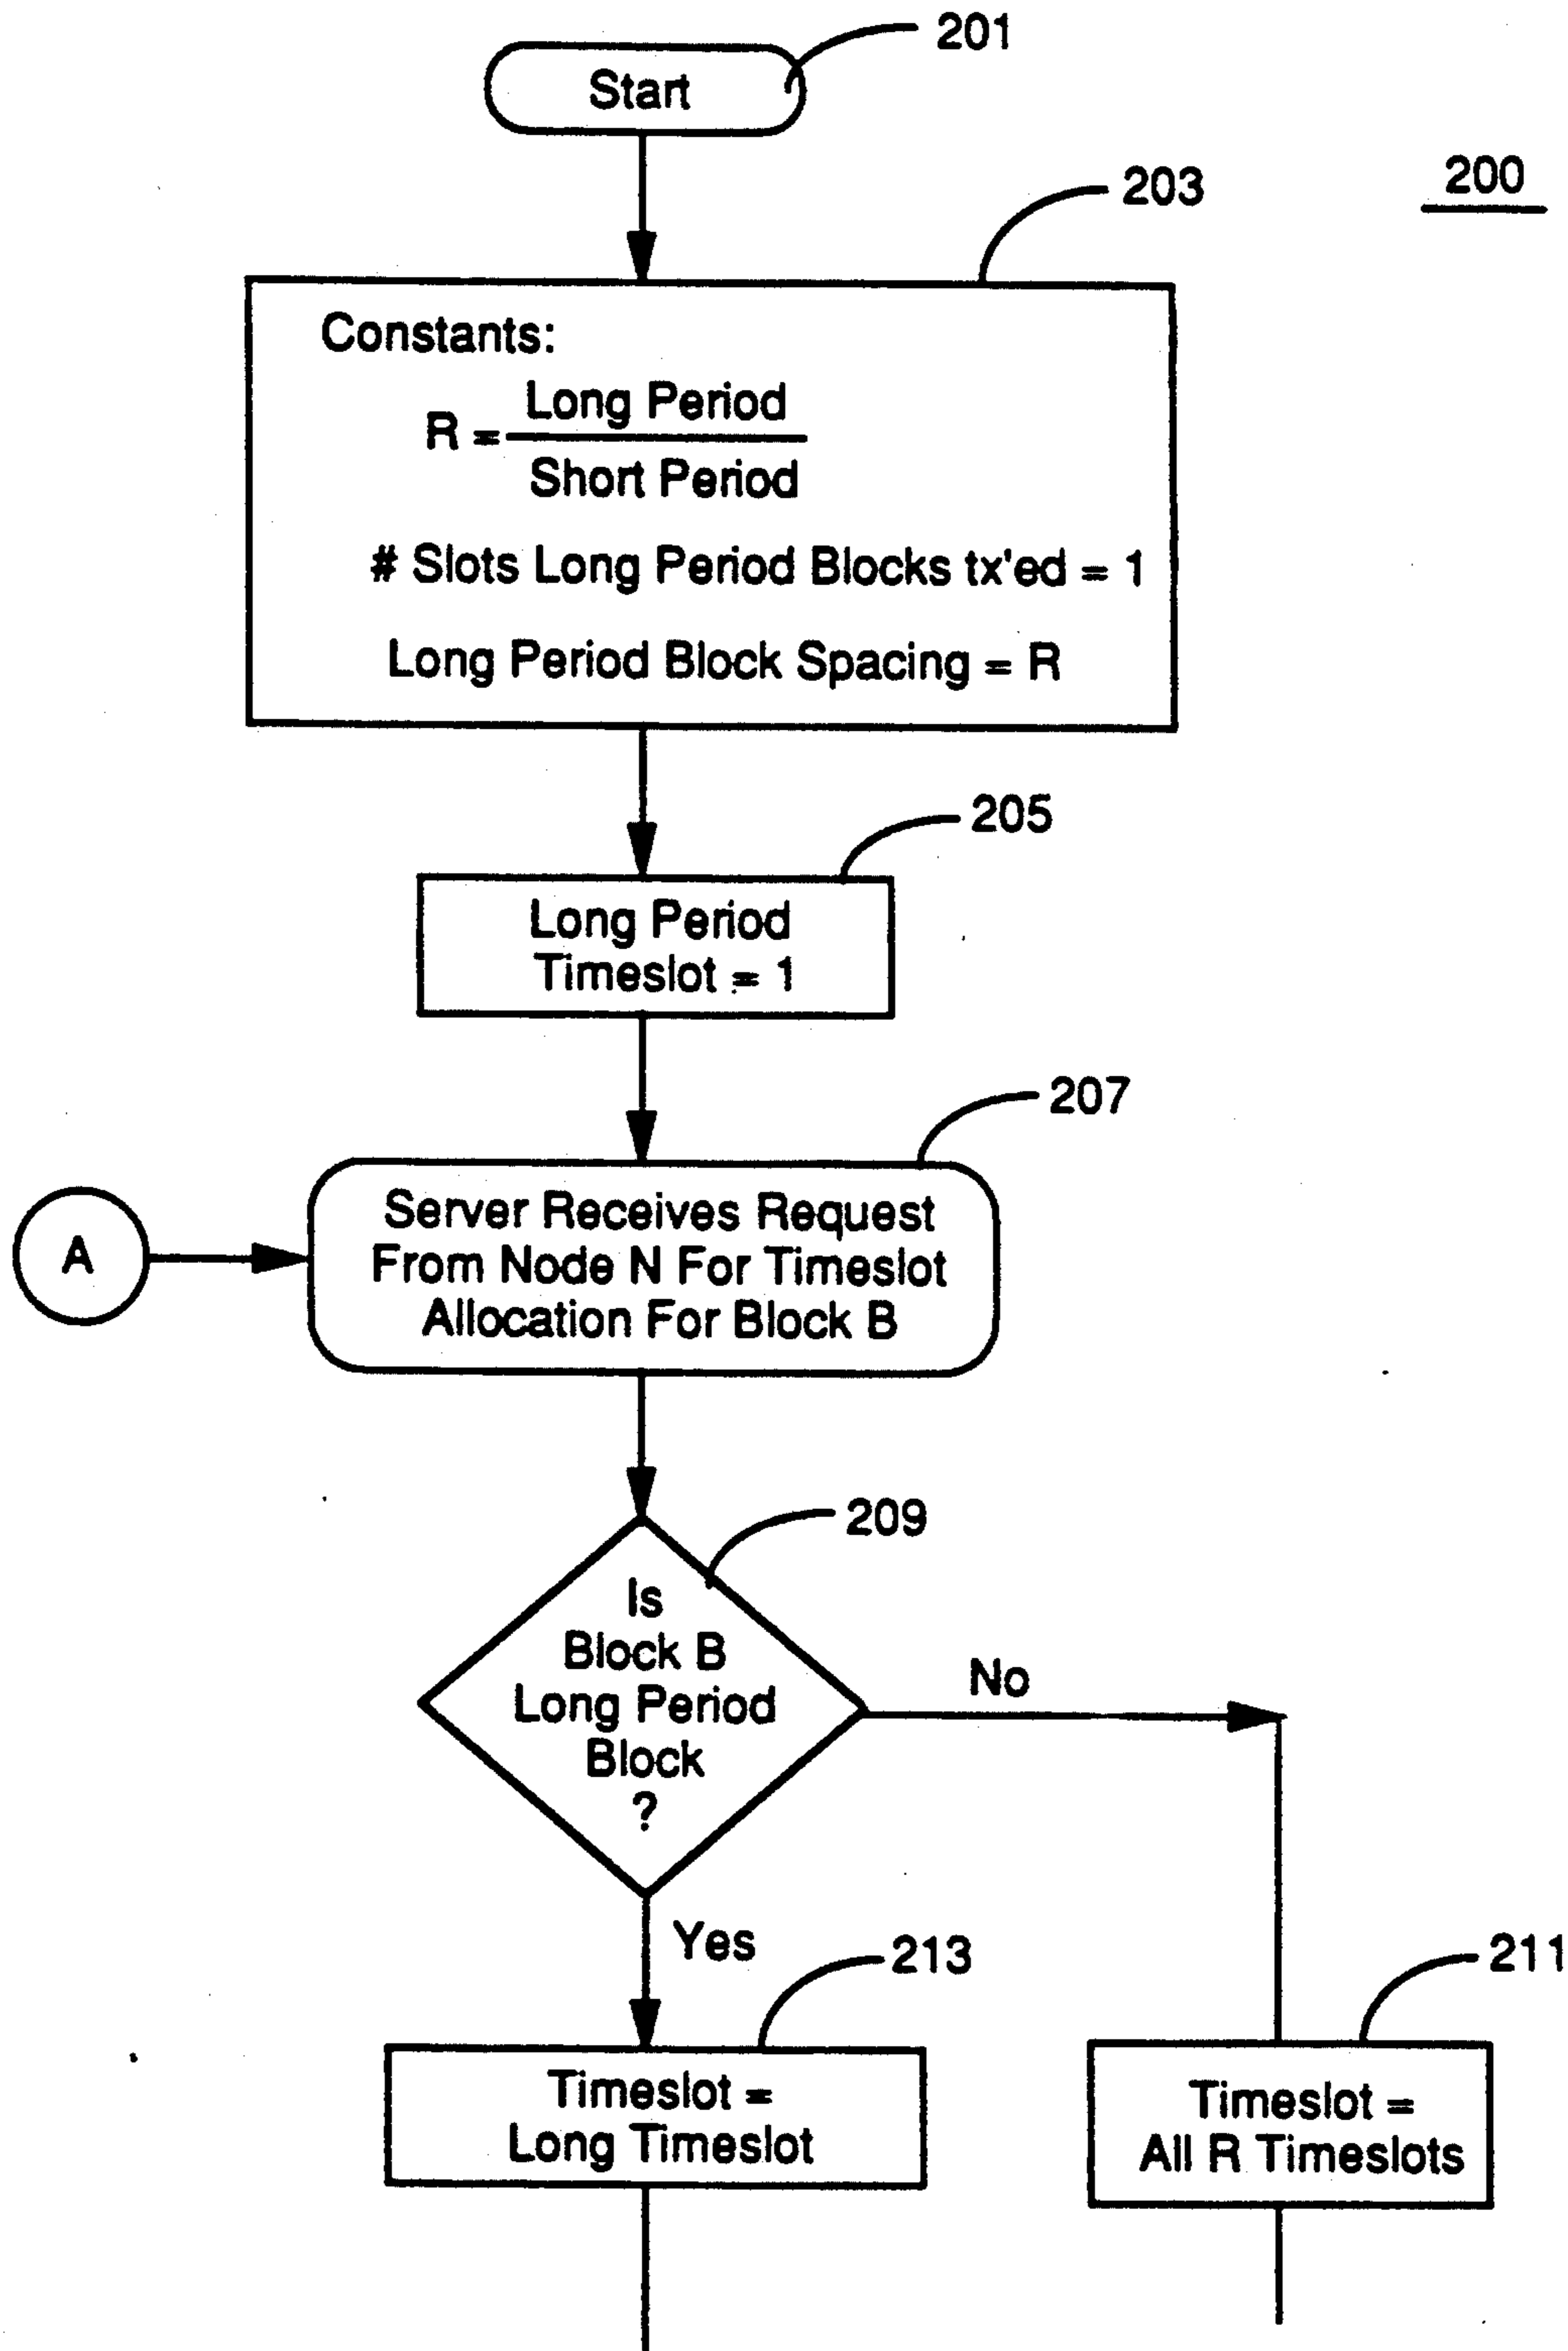 201
Start
203
200
Constants:
R = Long Period
Short Period
# Slots Long Period Blocks tx'ed = 1
Long Period Block Spacing = R
205
Long Period
Timeslot = 1
207
A
Server Receives Request
From Node N For Timeslot
Allocation For Block B
209
Is
Block B
Long Period
Block
?
No
Yes
213
211
Timeslot =
Long Timeslot
Timeslot =
All R Timeslots